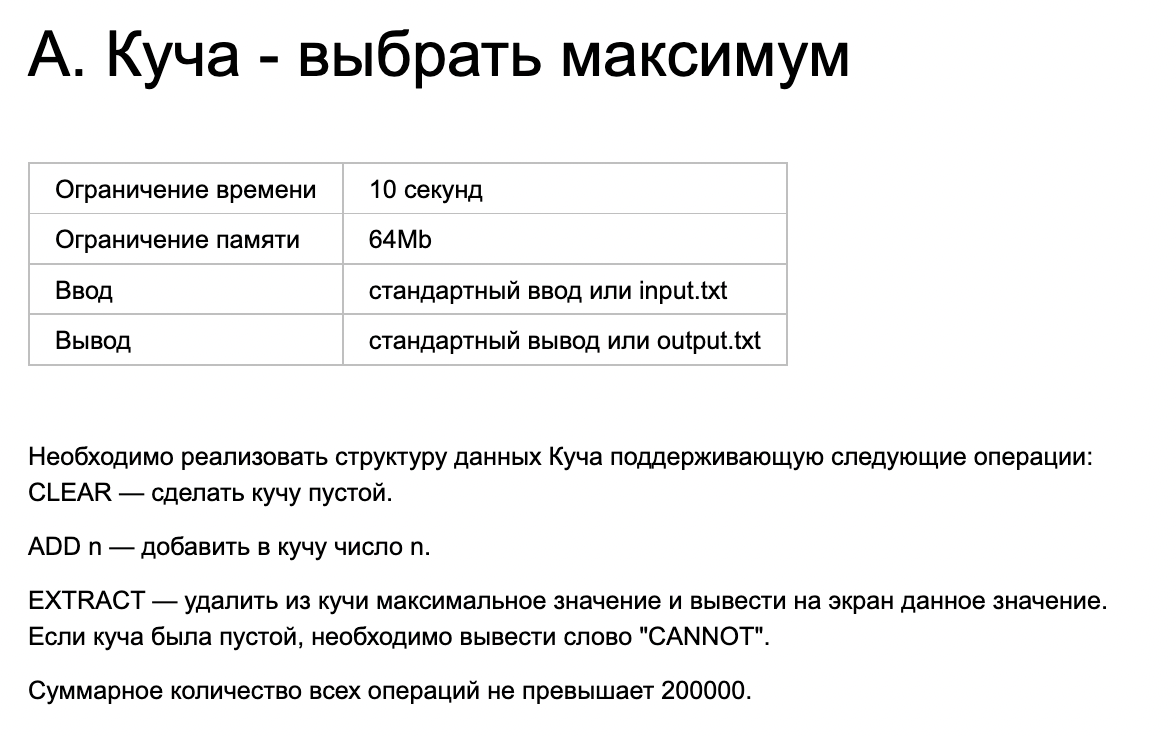 А. Куча - выбрать максимум
Ограничение времени 10 секунд
Ограничение памяти 64Mb
Ввод стандартный ввод или input.txt
Вывод стандартный вывод или output.txt
Необходимо реализовать структуру данных Куча поддерживающую следующие операции:
CLEAR — сделать кучу пустой.
ADD n — добавить в кучу число n.
EXTRACT — удалить из кучи максимальное значение и вывести на экран данное значение.
Если куча была пустой, необходимо вывести слово "CANNOT".
Суммарное количество всех операций не превышает 200000.